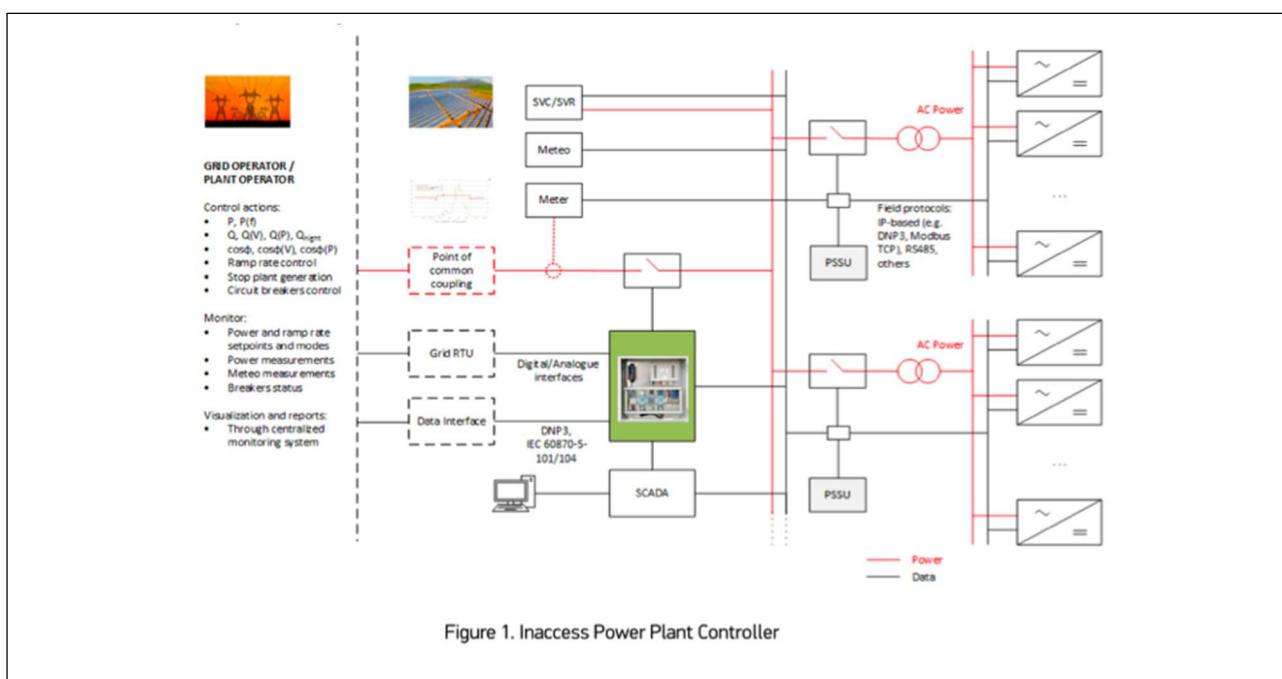 GRID OPERATOR /
PLANT OPERATOR
Control actions:
• P, P(f)
• Q, Q(V), Q(P), Qnight
• cosϕ, cosϕ(V), cosϕ(P)
• Ramp rate control
• Stop plant generation
• Circuit breakers control
Monitor:
• Power and ramp rate
setpoints and modes
• Power measurements
• Meteo measurements
• Breakers status
Visualization and reports:
• Through centralized
monitoring system
SVC/SVR
Meteo
Meter
Point of
common
coupling
Grid RTU
Data Interface
Digital/Analogue
interfaces
DNP3,
IEC 60870-5-
101/104
SCADA
AC Power
Field protocols:
IP-based (e.g.
DNP3, Modbus
TCP), RS485,
others
PSSU
...
AC Power
PSSU
...
Power
Data
Figure 1. Inaccess Power Plant Controller